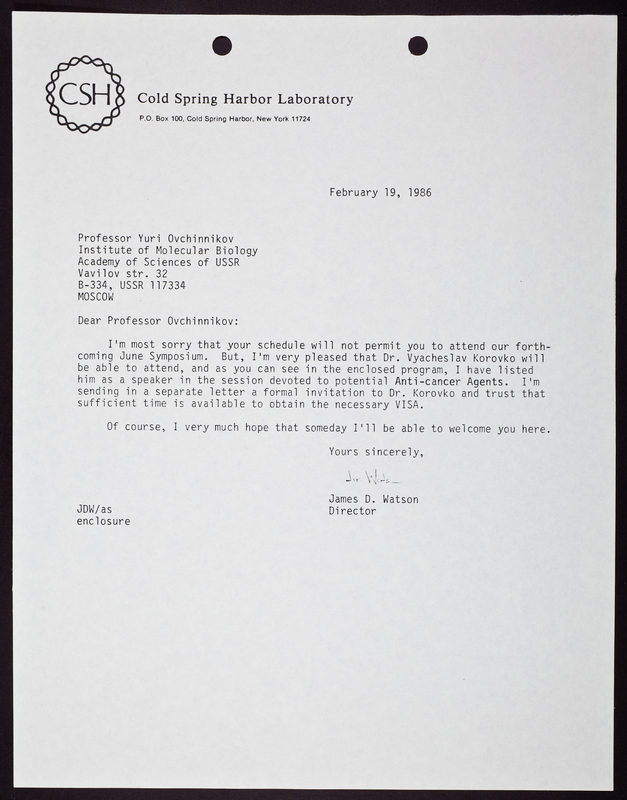 CSH
Cold Spring Harbor Laboratory
P.O. Box 100, Cold Spring Harbor, New York 11724
February 19, 1986
Professor Yuri Ovchinnikov
Institute of Molecular Biology
Academy of Sciences of USSR
Vavilov str. 32
B-334, USSR 117334
MOSCOW
Dear Professor Ovchinnikov:
I'm most sorry that your schedule will not permit you to attend our forth-
coming June Symposium. But, I'm very pleased that Dr. Vyacheslav Korovko will
be able to attend, and as you can see in the enclosed program, I have listed
him as a speaker in the session devoted to potential Anti-cancer Agents. I'm
sending in a separate letter a formal invitation to Dr. Korovko and trust that
sufficient time is available to obtain the necessary VISA.
Of course, I very much hope that someday I'll be able to welcome you here.
Yours sincerely,
James D. Watson
Director
JDW/as
enclosure